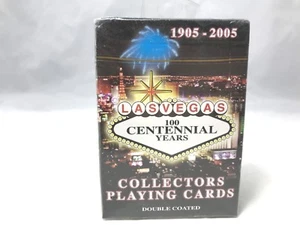 1905 - 2005
LAS VEGAS
100
CENTENNIAL
YEARS
COLLECTORS
PLAYING CARDS
DOUBLE COATED